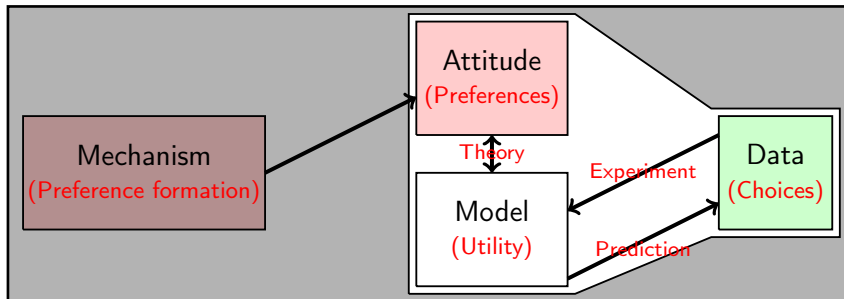 Mechanism
(Preference formation)
Attitude
(Preferences)
Theory
Model
(Utility)
Experiment
Prediction
Data
(Choices)